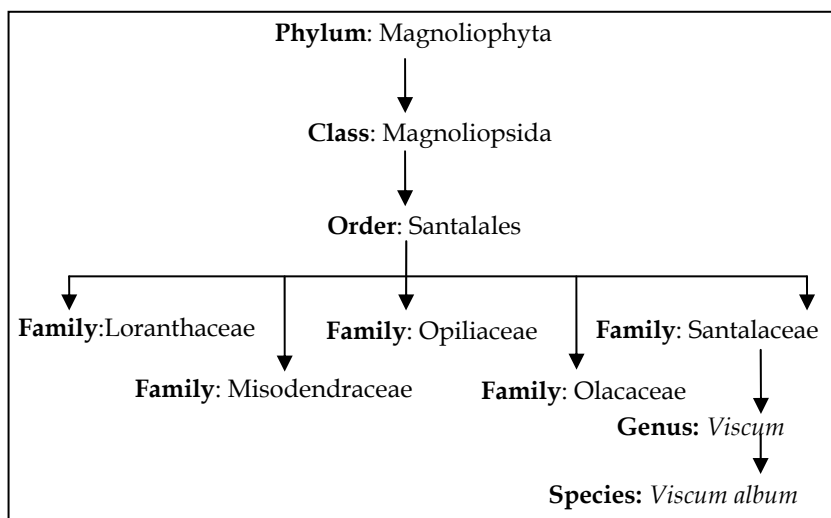 Phylum: Magnoliophyta
Class: Magnoliopsida
Order: Santalales
Family:Loranthaceae
Family: Opiliaceae
Family: Santalaceae
Family: Misodendraceae
Family: Olacaceae
Genus: Viscum
Species: Viscum album